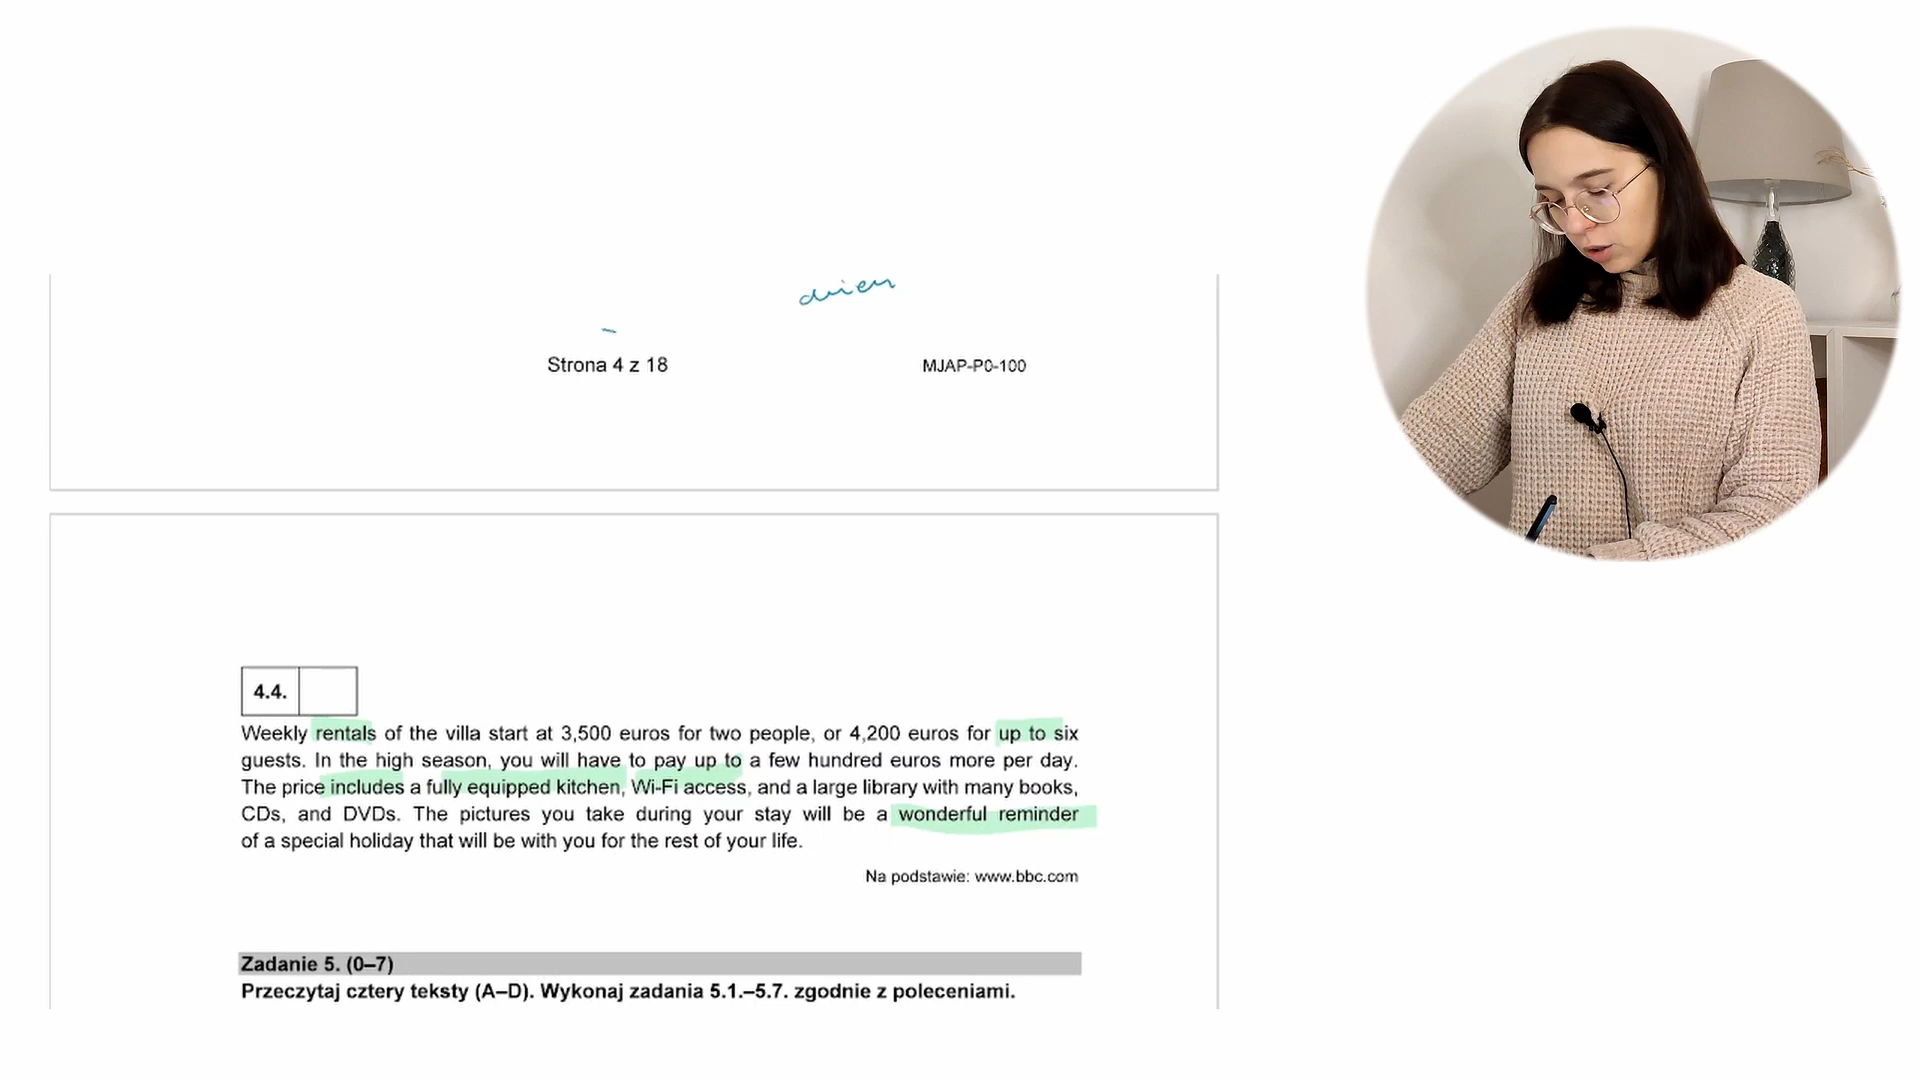 Strona 4 z 18
MJAP-P0-100
4.4.
Weekly rentals of the villa start at 3,500 euros for two people, or 4,200 euros for up to six
guests. In the high season, you will have to pay up to a few hundred euros more per day.
The price includes a fully equipped kitchen, Wi-Fi access, and a large library with many books,
CDs, and DVDs. The pictures you take during your stay will be a wonderful reminder
of a special holiday that will be with you for the rest of your life.
Na podstawie: www.bbc.com
Zadanie 5. (0–7)
Przeczytaj cztery teksty (A–D). Wykonaj zadania 5.1.–5.7. zgodnie z poleceniami.